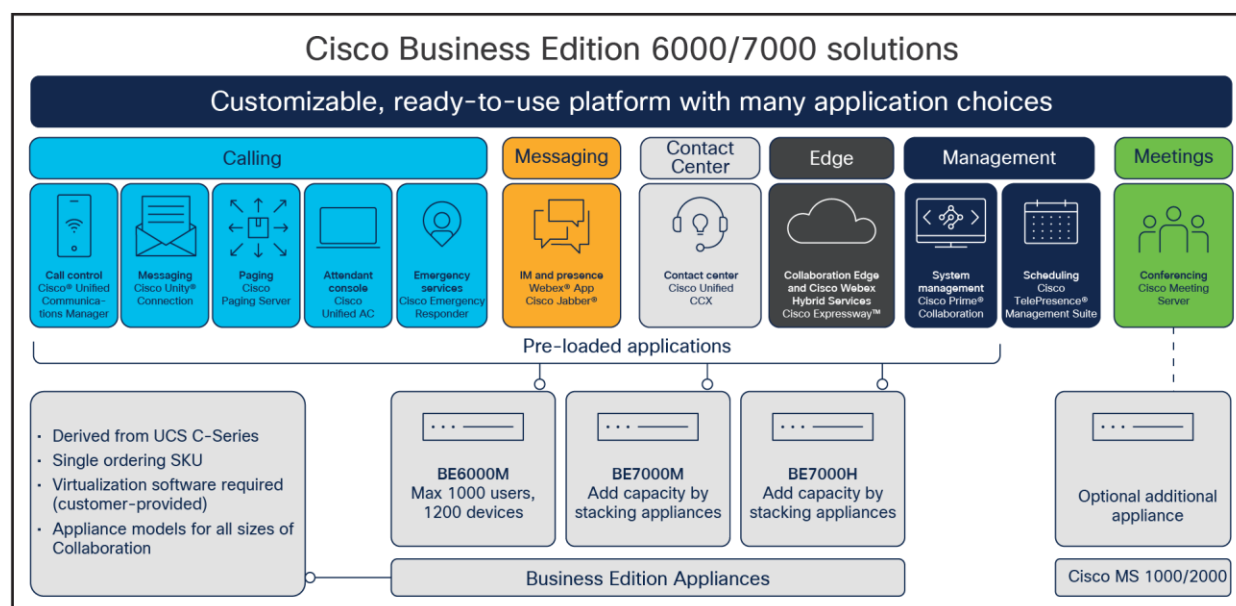 Cisco Business Edition 6000/7000 solutions
Customizable, ready-to-use platform with many application choices
Calling
Messaging
Contact
Center
Edge
Management
Meetings
Call control
Cisco® Unified
Communica-
tions Manager
Messaging
Cisco Unity®
Connection
Paging
Cisco
Paging Server
Attendant
console
Cisco
Unified AC
Emergency
services
Cisco Emergency
Responder
IM and presence
Webex® App
Cisco Jabber®
Contact center
Cisco Unified
CCX
Collaboration Edge
and Cisco Webex
Hybrid Services
Cisco Expressway™
System
management
Cisco Prime®
Collaboration
Scheduling
Cisco
TelePresence®
Management Suite
Conferencing
Cisco Meeting
Server
Pre-loaded applications
· Derived from UCS C-Series
· Single ordering SKU
· Virtualization software required
(customer-provided)
· Appliance models for all sizes of
Collaboration
BE6000M
Max 1000 users,
1200 devices
BE7000M
Add capacity by
stacking appliances
BE7000H
Add capacity by
stacking appliances
Optional additional
appliance
Business Edition Appliances
Cisco MS 1000/2000